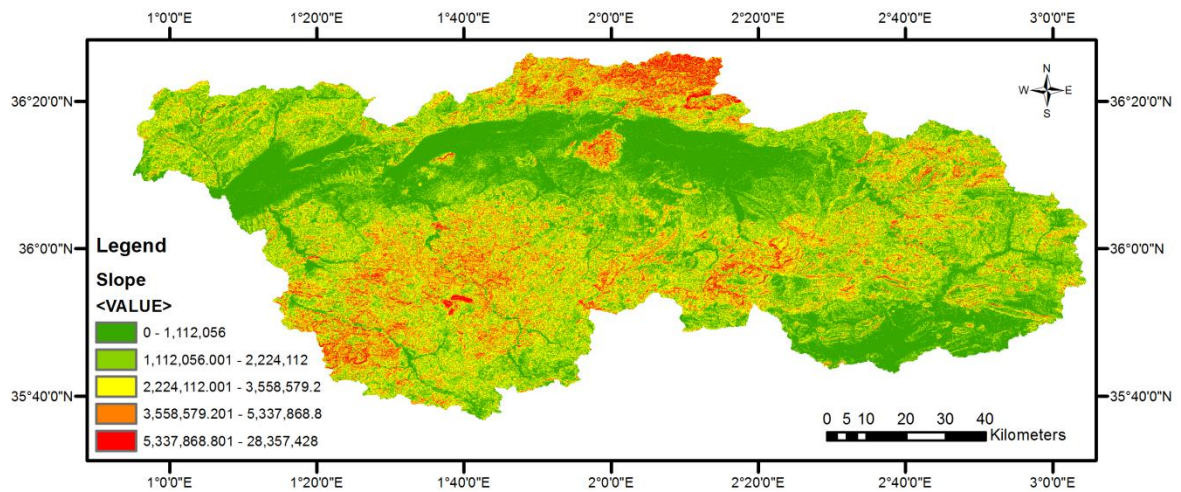 1°0'0"E 1°20'0"E 1°40'0"E 2°0'0"E 2°20'0"E 2°40'0"E 3°0'0"E
N
W E
S
36°20'0"N 36°20'0"N
36°0'0"N 36°0'0"N
Legend
Slope
<VALUE>
0 - 1,112,056
1,112,056.001 - 2,224,112
2,224,112.001 - 3,558,579.2
3,558,579.201 - 5,337,868.8
5,337,868.801 - 28,357,428
35°40'0"N 35°40'0"N
0 5 10 20 30 40
Kilometers
1°0'0"E 1°20'0"E 1°40'0"E 2°0'0"E 2°20'0"E 2°40'0"E 3°0'0"E